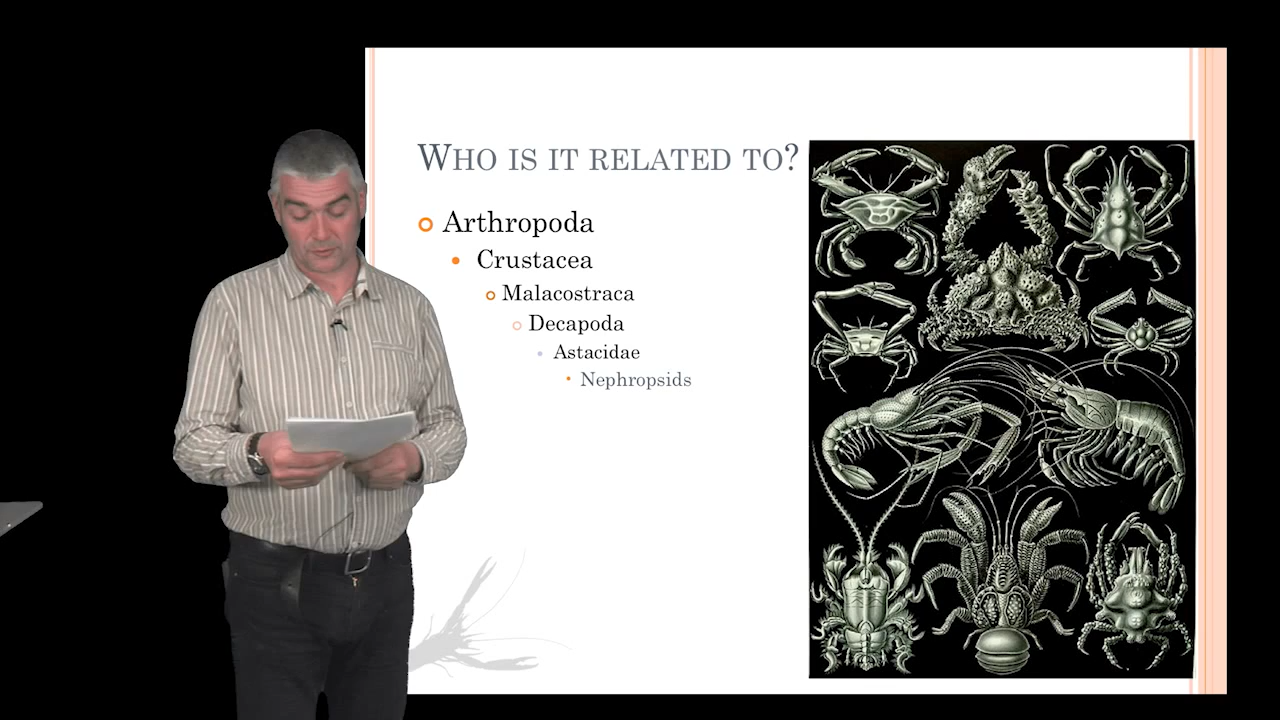 WHO IS IT RELATED TO?
Arthropoda
Crustacea
Malacostraca
Decapoda
Astacidae
Nephropsids